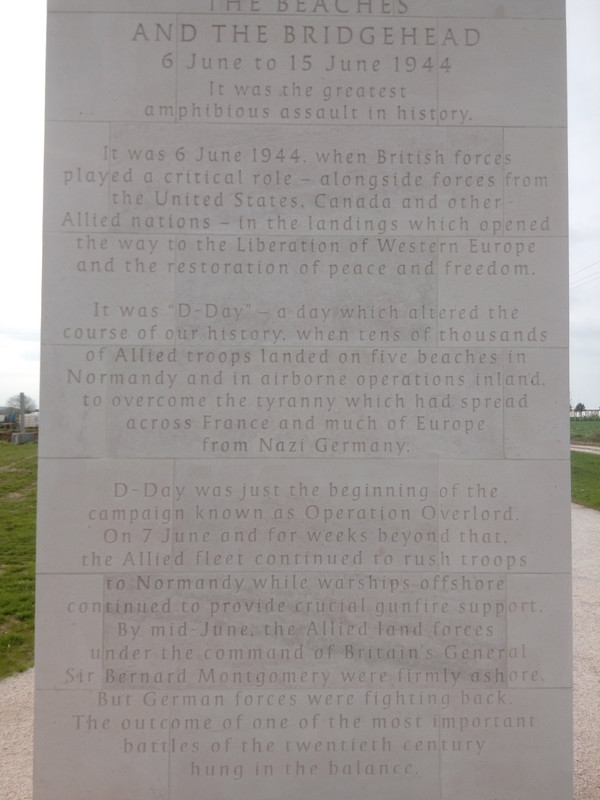 THE BEACHES
AND THE BRIDGEHEAD
6 June to 15 June 1944
It was the greatest
amphibious assault in history.
It was 6 June 1944, when British forces
played a critical role – alongside forces from
the United States, Canada and other
Allied nations – in the landings which opened
the way to the Liberation of Western Europe
and the restoration of peace and freedom.
It was "D-Day" – a day which altered the
course of our history, when tens of thousands
of Allied troops landed on five beaches in
Normandy and in airborne operations inland,
to overcome the tyranny which had spread
across France and much of Europe
from Nazi Germany.
D-Day was just the beginning of the
campaign known as Operation Overlord.
On 7 June and for weeks beyond that,
the Allied fleet continued to rush troops
to Normandy while warships offshore
continued to provide crucial gunfire support.
By mid-June, the Allied land forces
under the command of Britain's General
Sir Bernard Montgomery were firmly ashore.
But German forces were fighting back.
The outcome of one of the most important
battles of the twentieth century
hung in the balance.